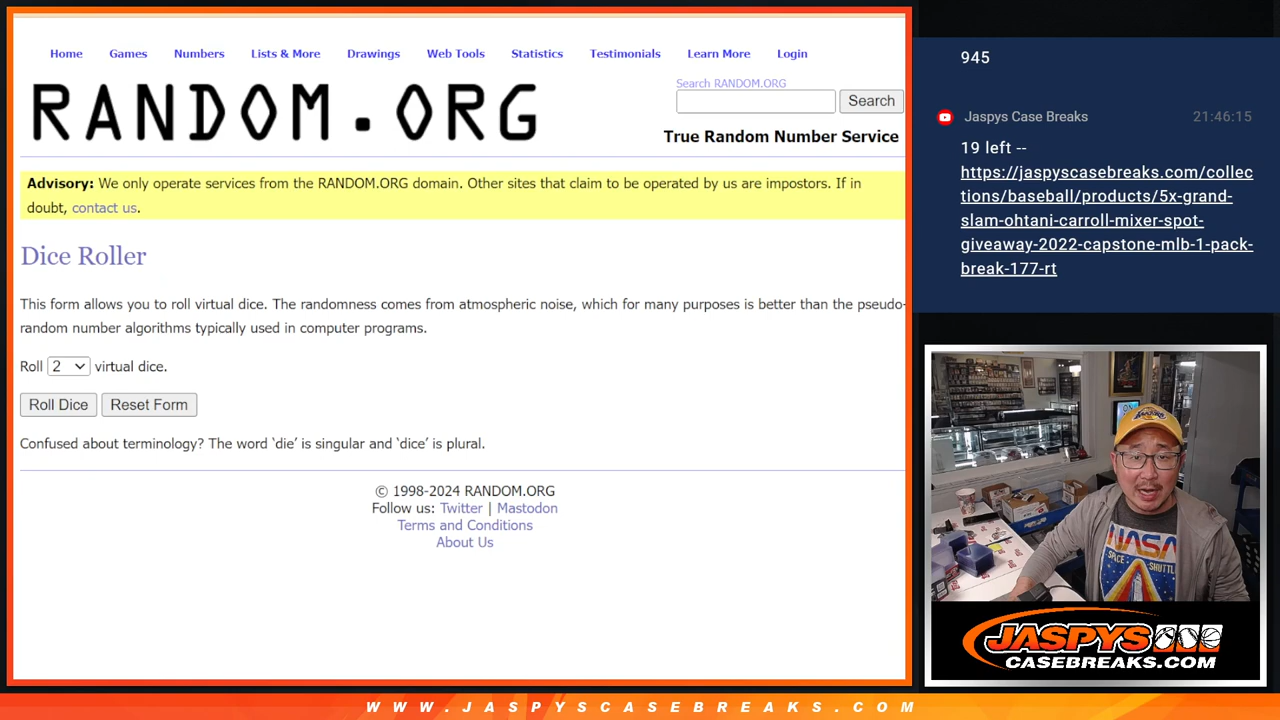 Home Games Numbers Lists & More Drawings Web Tools Statistics Testimonials Learn More Login
RANDOM.ORG
Search RANDOM.ORG
Search
True Random Number Service
Advisory: We only operate services from the RANDOM.ORG domain. Other sites that claim to be operated by us are impostors. If in
doubt, contact us.
Dice Roller
This form allows you to roll virtual dice. The randomness comes from atmospheric noise, which for many purposes is better than the pseudo-
random number algorithms typically used in computer programs.
Roll 2 virtual dice.
Roll Dice Reset Form
Confused about terminology? The word ‘die’ is singular and ‘dice’ is plural.
© 1998-2024 RANDOM.ORG
Follow us: Twitter | Mastodon
Terms and Conditions
About Us
945
Jaspys Case Breaks 21:46:15
19 left --
https://jaspyscasebreaks.com/collec
tions/baseball/products/5x-grand-
slam-ohtani-carroll-mixer-spot-
giveaway-2022-capstone-mlb-1-pack-
break-177-rt
NASA
SPACE SHUTTL
JASPYS
CASEBREAKS.COM
WWW.JASPYSCASEBREAKS.COM